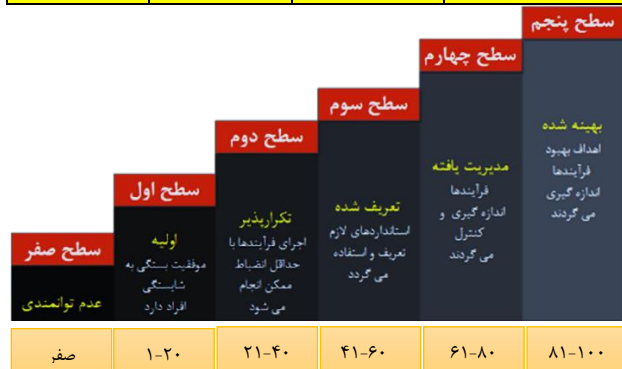 سطح پنجم
بهینه شده
اهداف بهبود
فرآیندها
اندازه گیری
می گردند
سطح چهارم
مدیریت یافته
فرآیندها
اندازه گیری و
کنترل
می گردند
سطح سوم
تعریف شده
استانداردهای لازم
تعریف و استفاده
می گردد
سطح دوم
تکرارپذیر
اجرای فرآیندها با
حداقل انضباط
ممکن انجام
می شود
سطح اول
اولیه
موفقیت بستگی به
شایستگی
افراد دارد
سطح صفر
عدم توانمندی
۸۱-۱۰۰
۶۱-۸۰
۴۱-۶۰
۲۱-۴۰
۱-۲۰
صفر